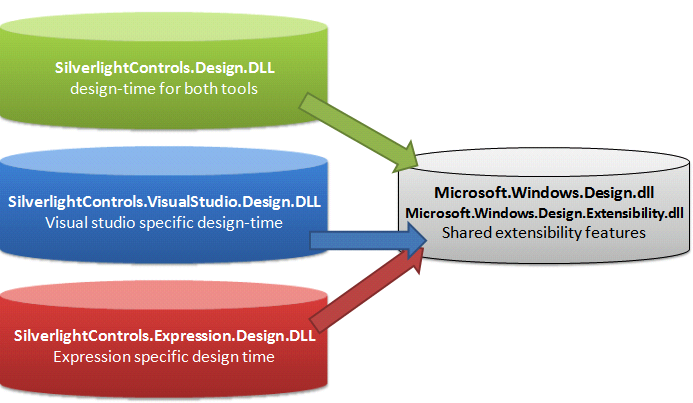 SilverlightControls.Design.DLL
design-time for both tools
SilverlightControls.VisualStudio.Design.DLL
Visual studio specific design-time
SilverlightControls.Expression.Design.DLL
Expression specific design time
Microsoft.Windows.Design.dll
Microsoft.Windows.Design.Extensibility.dll
Shared extensibility features